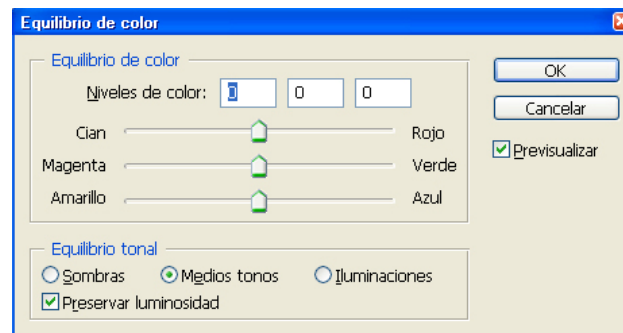 Equilibrio de color
Equilibrio de color
Niveles de color: 0 0 0
Cian Rojo
Magenta Verde
Amarillo Azul
OK
Cancelar
Previsualizar
Equilibrio tonal
Sombras Medios tonos Iluminaciones
Preservar luminosidad